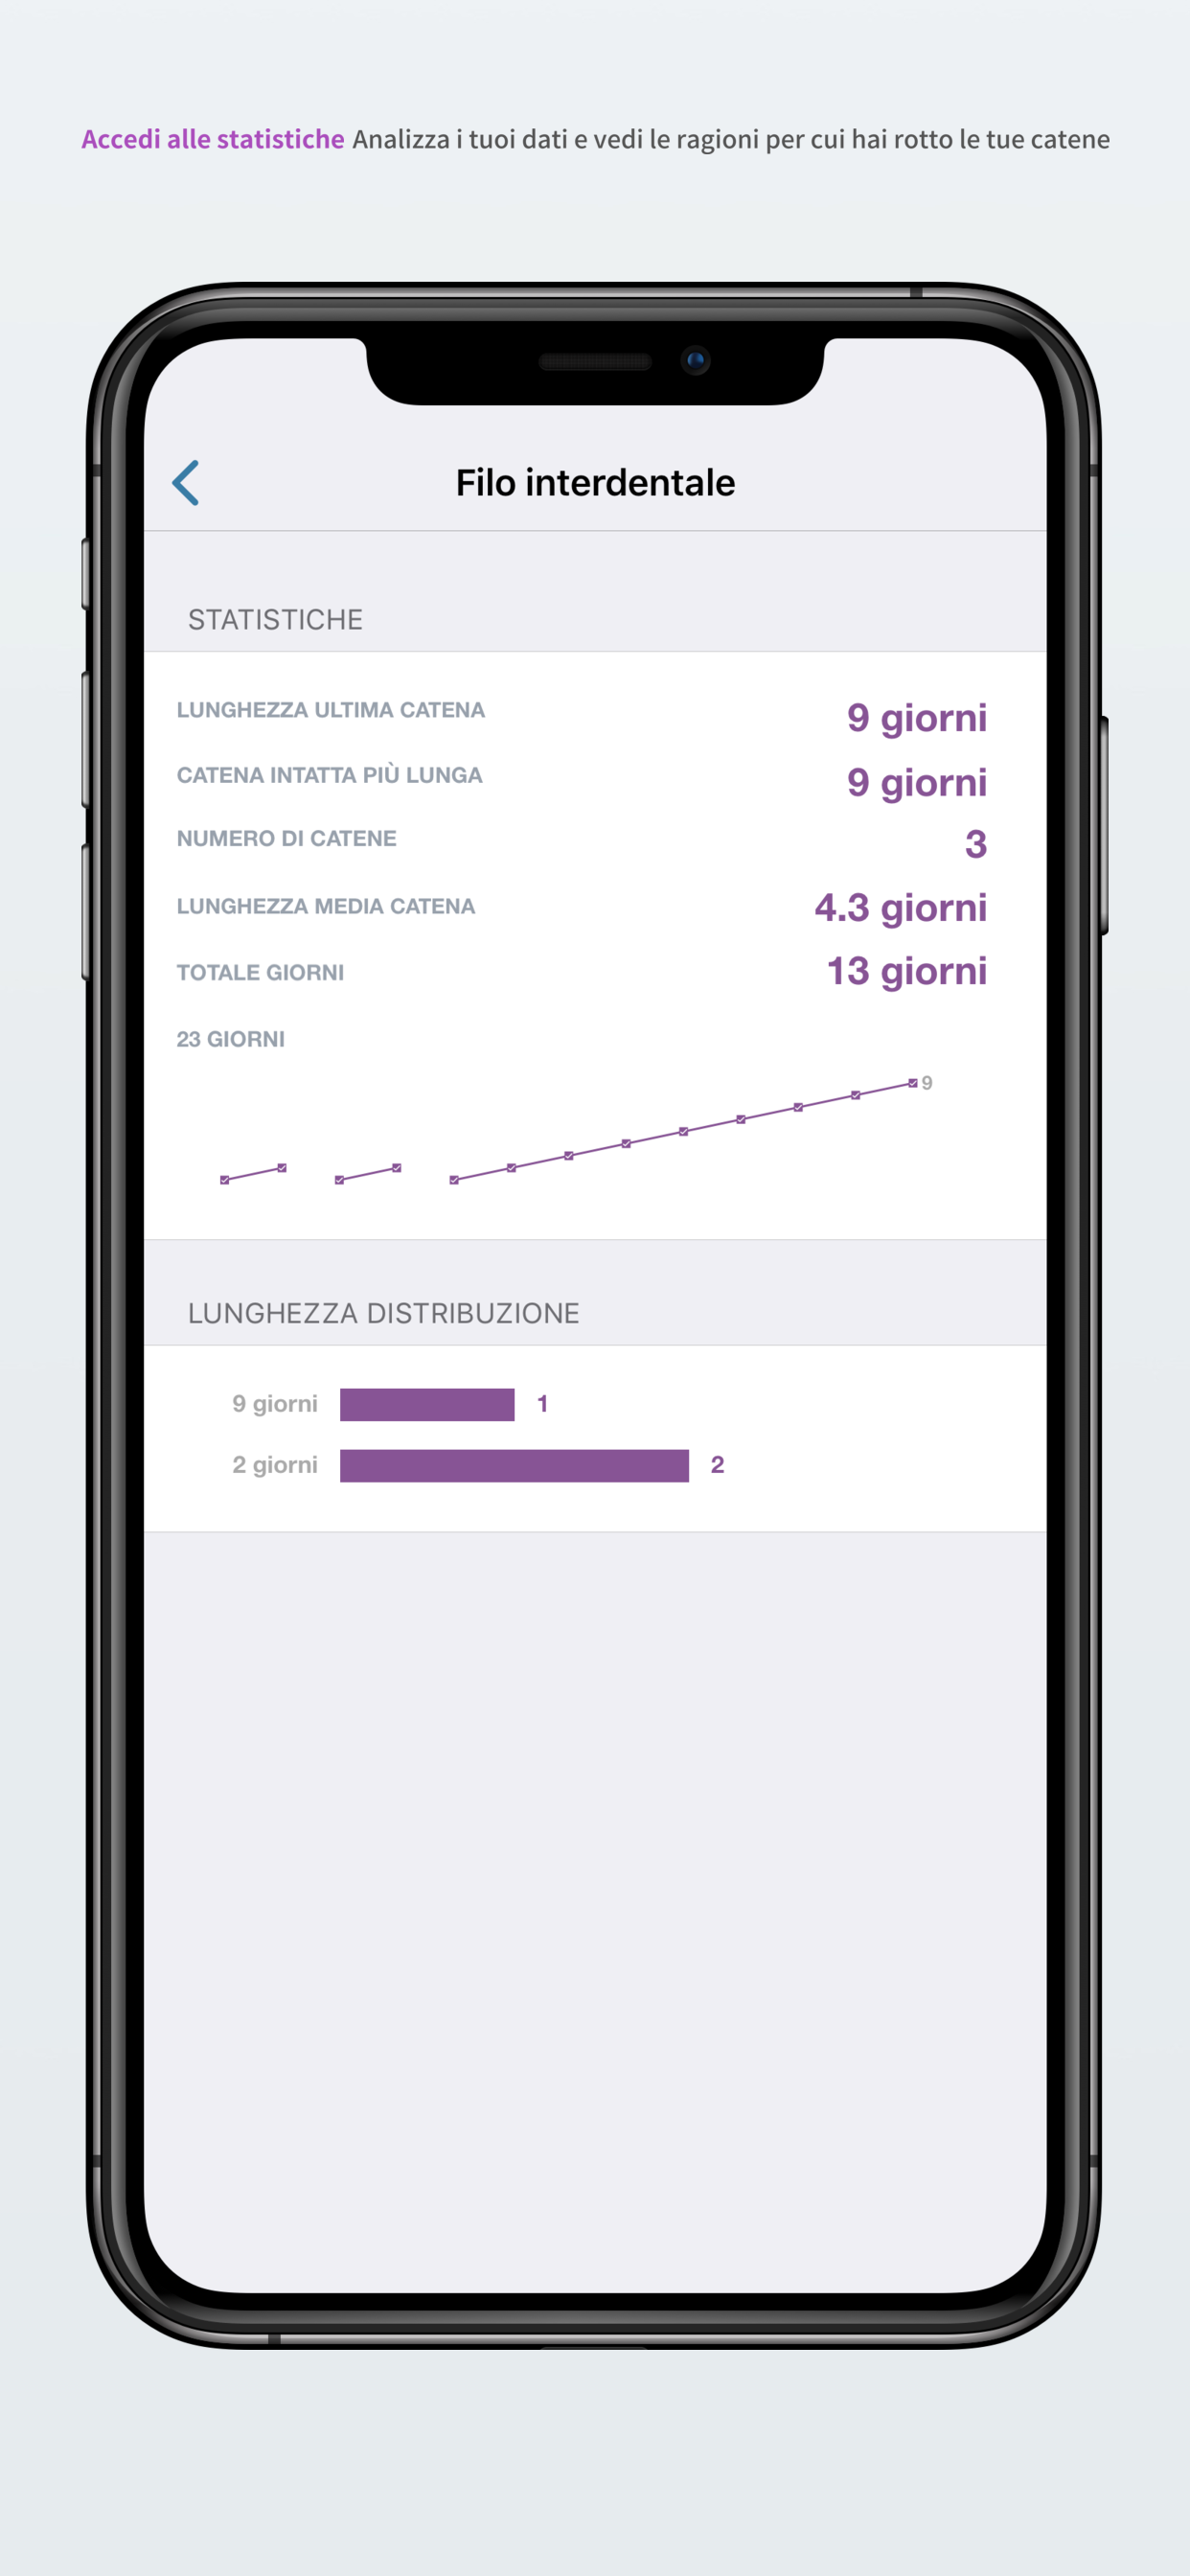 Accedi alle statistiche Analizza i tuoi dati e vedi le ragioni per cui hai rotto le tue catene
Filo interdentale
STATISTICHE
LUNGHEZZA ULTIMA CATENA 9 giorni
CATENA INTATTA PIÙ LUNGA 9 giorni
NUMERO DI CATENE 3
LUNGHEZZA MEDIA CATENA 4.3 giorni
TOTALE GIORNI 13 giorni
23 GIORNI
9
LUNGHEZZA DISTRIBUZIONE
9 giorni 1
2 giorni 2